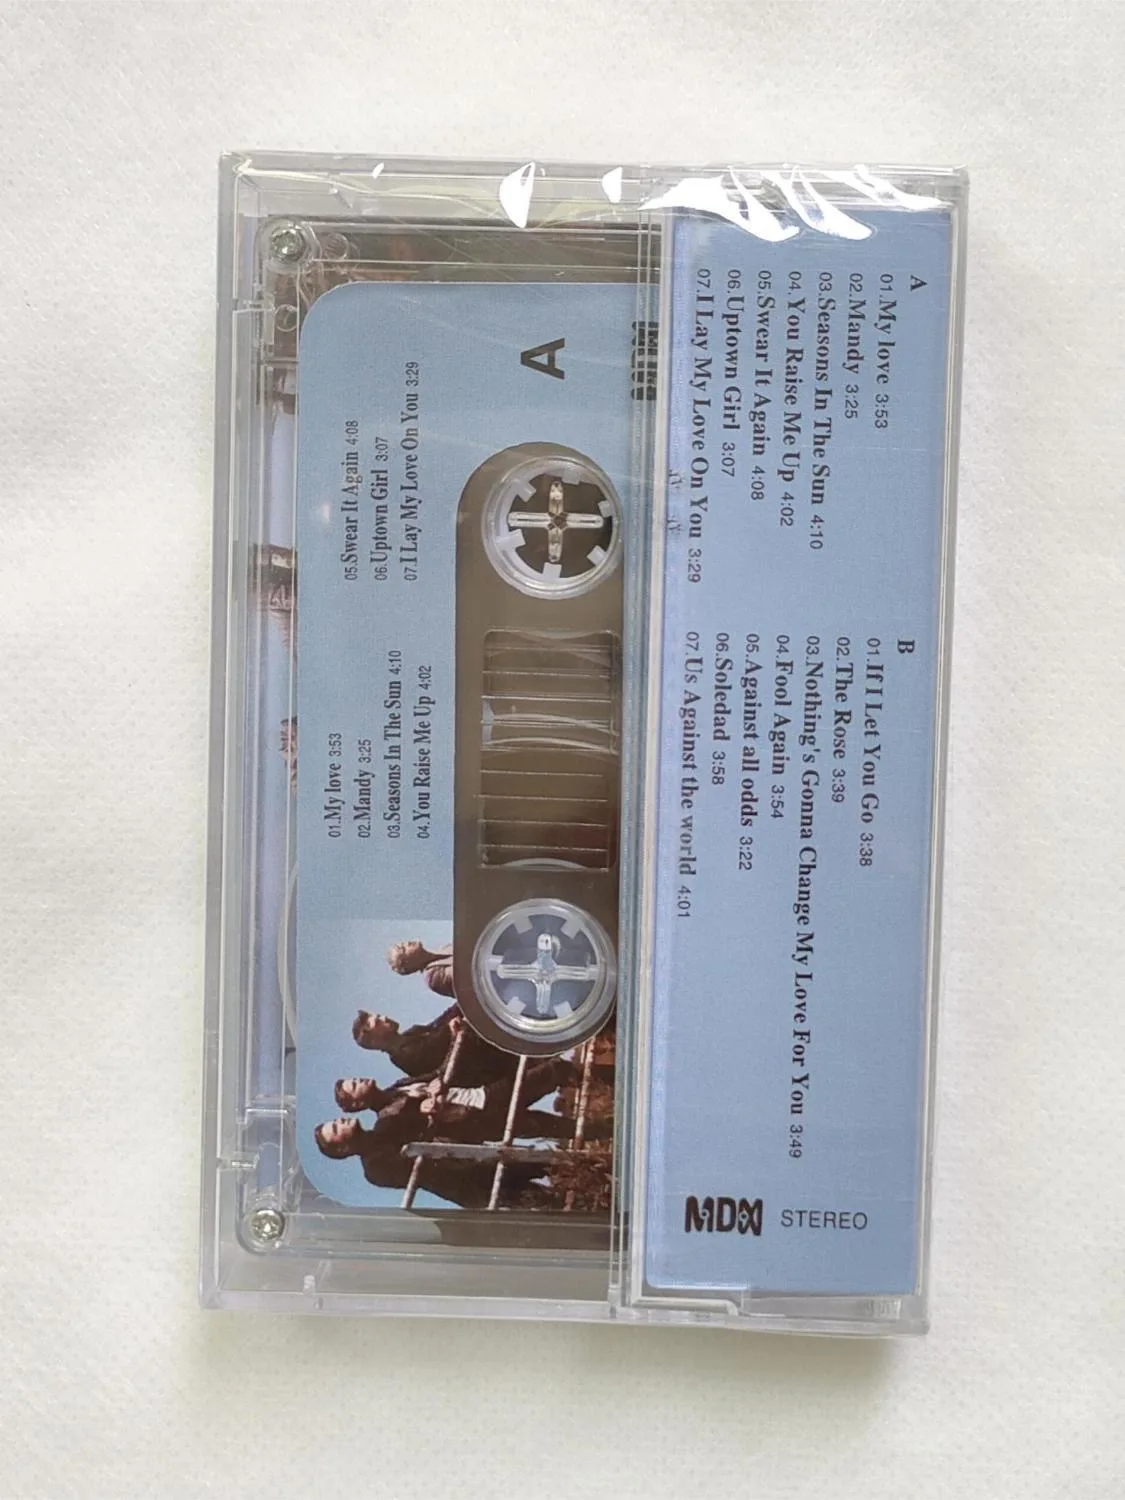 A
01.My love 3:53
02.Mandy 3:25
03.Seasons In The Sun 4:10
04.You Raise Me Up 4:02
05.Swear It Again 4:08
06.Uptown Girl 3:07
07.I Lay My Love On You 3:29
B
01.If I Let You Go 3:38
02.The Rose 3:39
03.Nothing's Gonna Change My Love For You 3:49
04.Fool Again 3:54
05.Against all odds 3:22
06.Soledad 3:58
07.Us Against the world 4:01
MDX STEREO
A
01.My love 3:53
02.Mandy 3:25
03.Seasons In The Sun 4:10
04.You Raise Me Up 4:02
05.Swear It Again 4:08
06.Uptown Girl 3:07
07.I Lay My Love On You 3:29